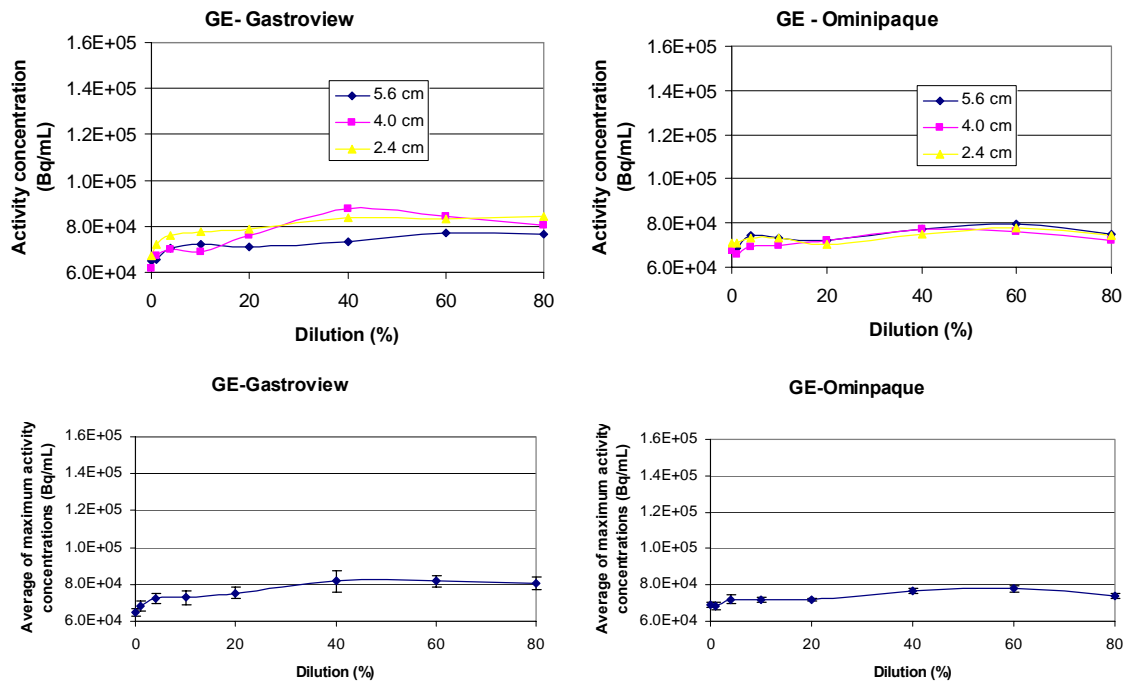 GE- Gastroview
Activity concentration
(Bq/mL)
1.6E+05
1.4E+05
1.2E+05
1.0E+05
8.0E+04
6.0E+04
5.6 cm
4.0 cm
2.4 cm
0
20
40
60
80
Dilution (%)
GE - Ominipaque
Activity concentration
(Bq/mL)
1.6E+05
1.4E+05
1.2E+05
1.0E+05
8.0E+04
6.0E+04
5.6 cm
4.0 cm
2.4 cm
0
20
40
60
80
Dilution (%)
GE-Gastroview
Average of maximum activity
concentrations (Bq/mL)
1.6E+05
1.4E+05
1.2E+05
1.0E+05
8.0E+04
6.0E+04
0
20
40
60
80
Dilution (%)
GE-Ominpaque
Average of maximum activity
concentrations (Bq/mL)
1.6E+05
1.4E+05
1.2E+05
1.0E+05
8.0E+04
6.0E+04
0
20
40
60
80
Dilution (%)